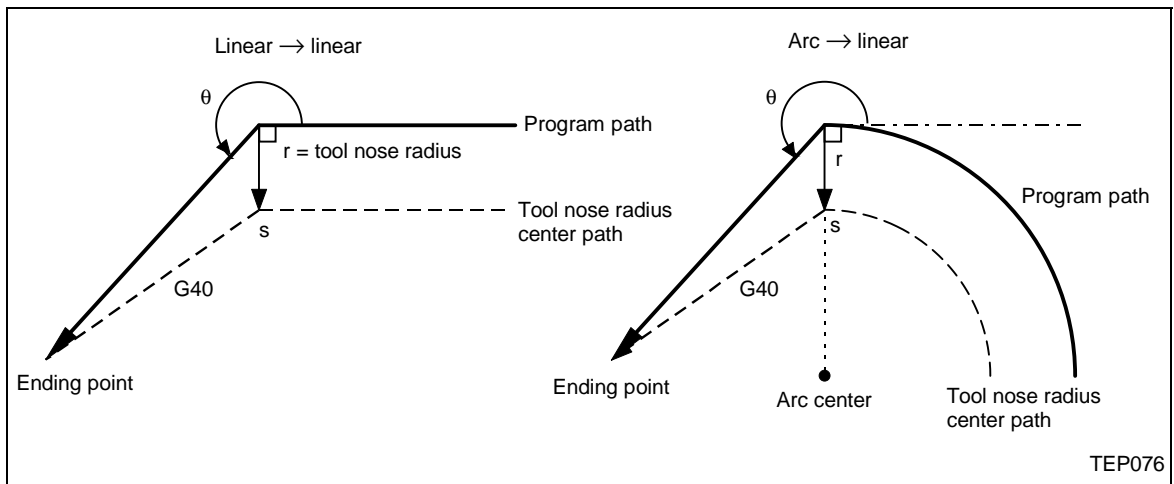 Linear → linear
θ
Program path
r = tool nose radius
Tool nose radius
center path
s
G40
Ending point
Arc → linear
θ
r
Program path
s
G40
Ending point
Arc center
Tool nose radius
center path
TEP076